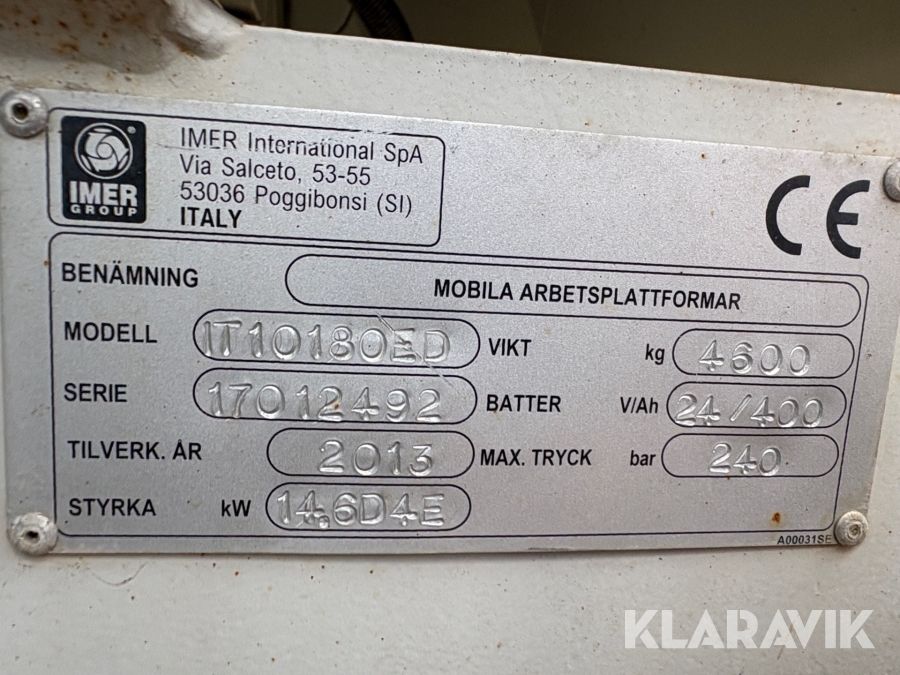 IMER
GROUP
IMER International SpA
Via Salceto, 53-55
53036 Poggibonsi (SI)
ITALY
CE
BENÄMNING MOBILA ARBETSPLATTFORMAR
MODELL IT10180ED VIKT kg 4600
SERIE 17012492 BATTER V/Ah 24/400
TILVERK. ÅR 2013 MAX. TRYCK bar 240
STYRKA kW 14.6D4E
A00031SE
KLARAVIK